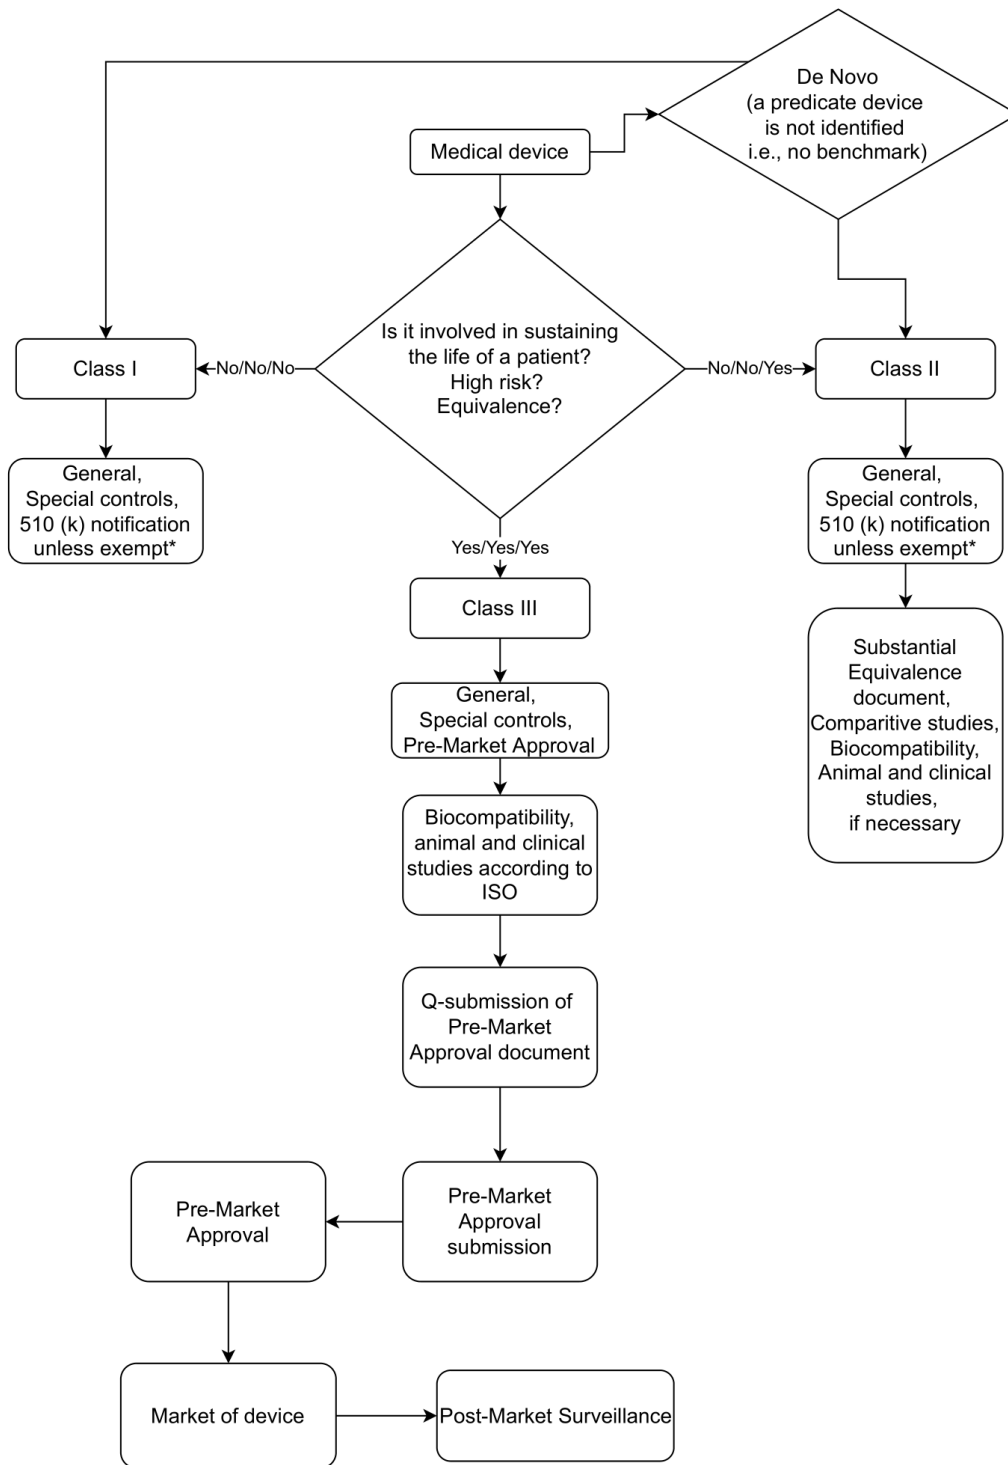 De Novo
(a predicate device
is not identified
i.e., no benchmark)
Medical device
Is it involved in sustaining
the life of a patient?
High risk?
Equivalence?
Class I
No/No/No
No/No/Yes
Class II
General,
Special controls,
510 (k) notification
unless exempt*
General,
Special controls,
510 (k) notification
unless exempt*
Yes/Yes/Yes
Class III
Substantial
Equivalence
document,
Comparitive studies,
Biocompatibility,
Animal and clinical
studies,
if necessary
General,
Special controls,
Pre-Market Approval
Biocompatibility,
animal and clinical
studies according to
ISO
Q-submission of
Pre-Market
Approval document
Pre-Market
Approval
submission
Pre-Market
Approval
Market of device
Post-Market Surveillance